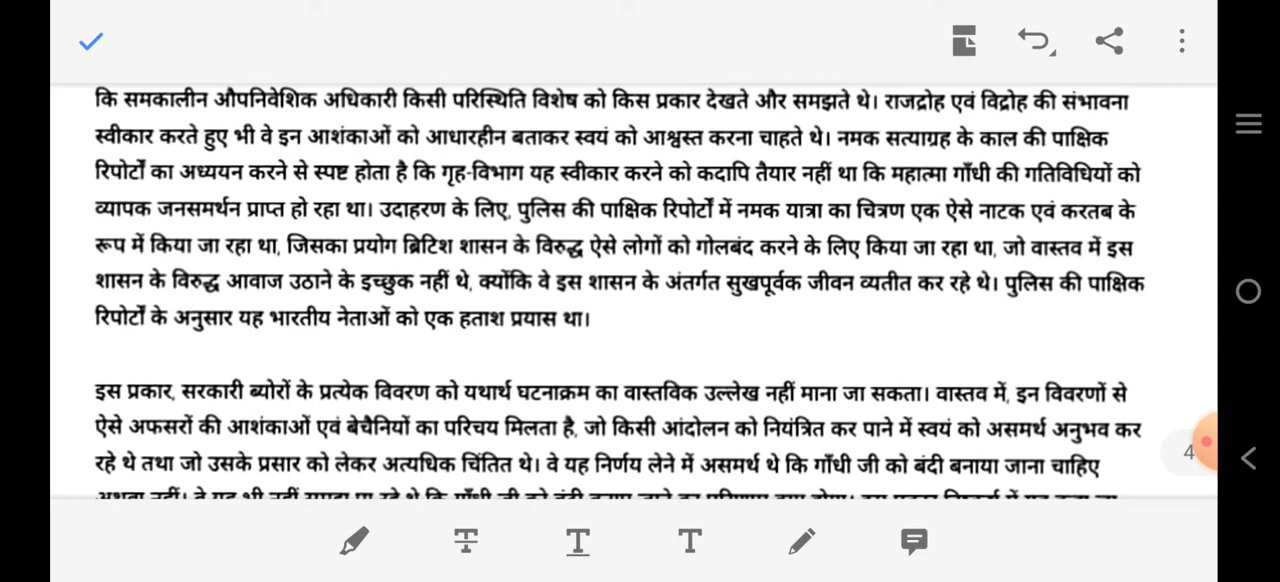 कि समकालीन औपनिवेशिक अधिकारी किसी परिस्थिति विशेष को किस प्रकार देखते और समझते थे। राजद्रोह एवं विद्रोह की संभावना
स्वीकार करते हुए भी वे इन आशंकाओं को आधारहीन बताकर स्वयं को आश्वस्त करना चाहते थे। नमक सत्याग्रह के काल की पाक्षिक
रिपोर्टों का अध्ययन करने से स्पष्ट होता है कि गृह-विभाग यह स्वीकार करने को कदापि तैयार नहीं था कि महात्मा गाँधी की गतिविधियों को
व्यापक जनसमर्थन प्राप्त हो रहा था। उदाहरण के लिए, पुलिस की पाक्षिक रिपोर्टों में नमक यात्रा का चित्रण एक ऐसे नाटक एवं करतब के
रूप में किया जा रहा था, जिसका प्रयोग ब्रिटिश शासन के विरुद्ध ऐसे लोगों को गोलबंद करने के लिए किया जा रहा था, जो वास्तव में इस
शासन के विरुद्ध आवाज उठाने के इच्छुक नहीं थे, क्योंकि वे इस शासन के अंतर्गत सुखपूर्वक जीवन व्यतीत कर रहे थे। पुलिस की पाक्षिक
रिपोर्टों के अनुसार यह भारतीय नेताओं को एक हताश प्रयास था।
इस प्रकार, सरकारी ब्योरों के प्रत्येक विवरण को यथार्थ घटनाक्रम का वास्तविक उल्लेख नहीं माना जा सकता। वास्तव में, इन विवरणों से
ऐसे अफसरों की आशंकाओं एवं बेचैनियों का परिचय मिलता है, जो किसी आंदोलन को नियंत्रित कर पाने में स्वयं को असमर्थ अनुभव कर
रहे थे तथा जो उसके प्रसार को लेकर अत्यधिक चिंतित थे। वे यह निर्णय लेने में असमर्थ थे कि गाँधी जी को बंदी बनाया जाना चाहिए
4